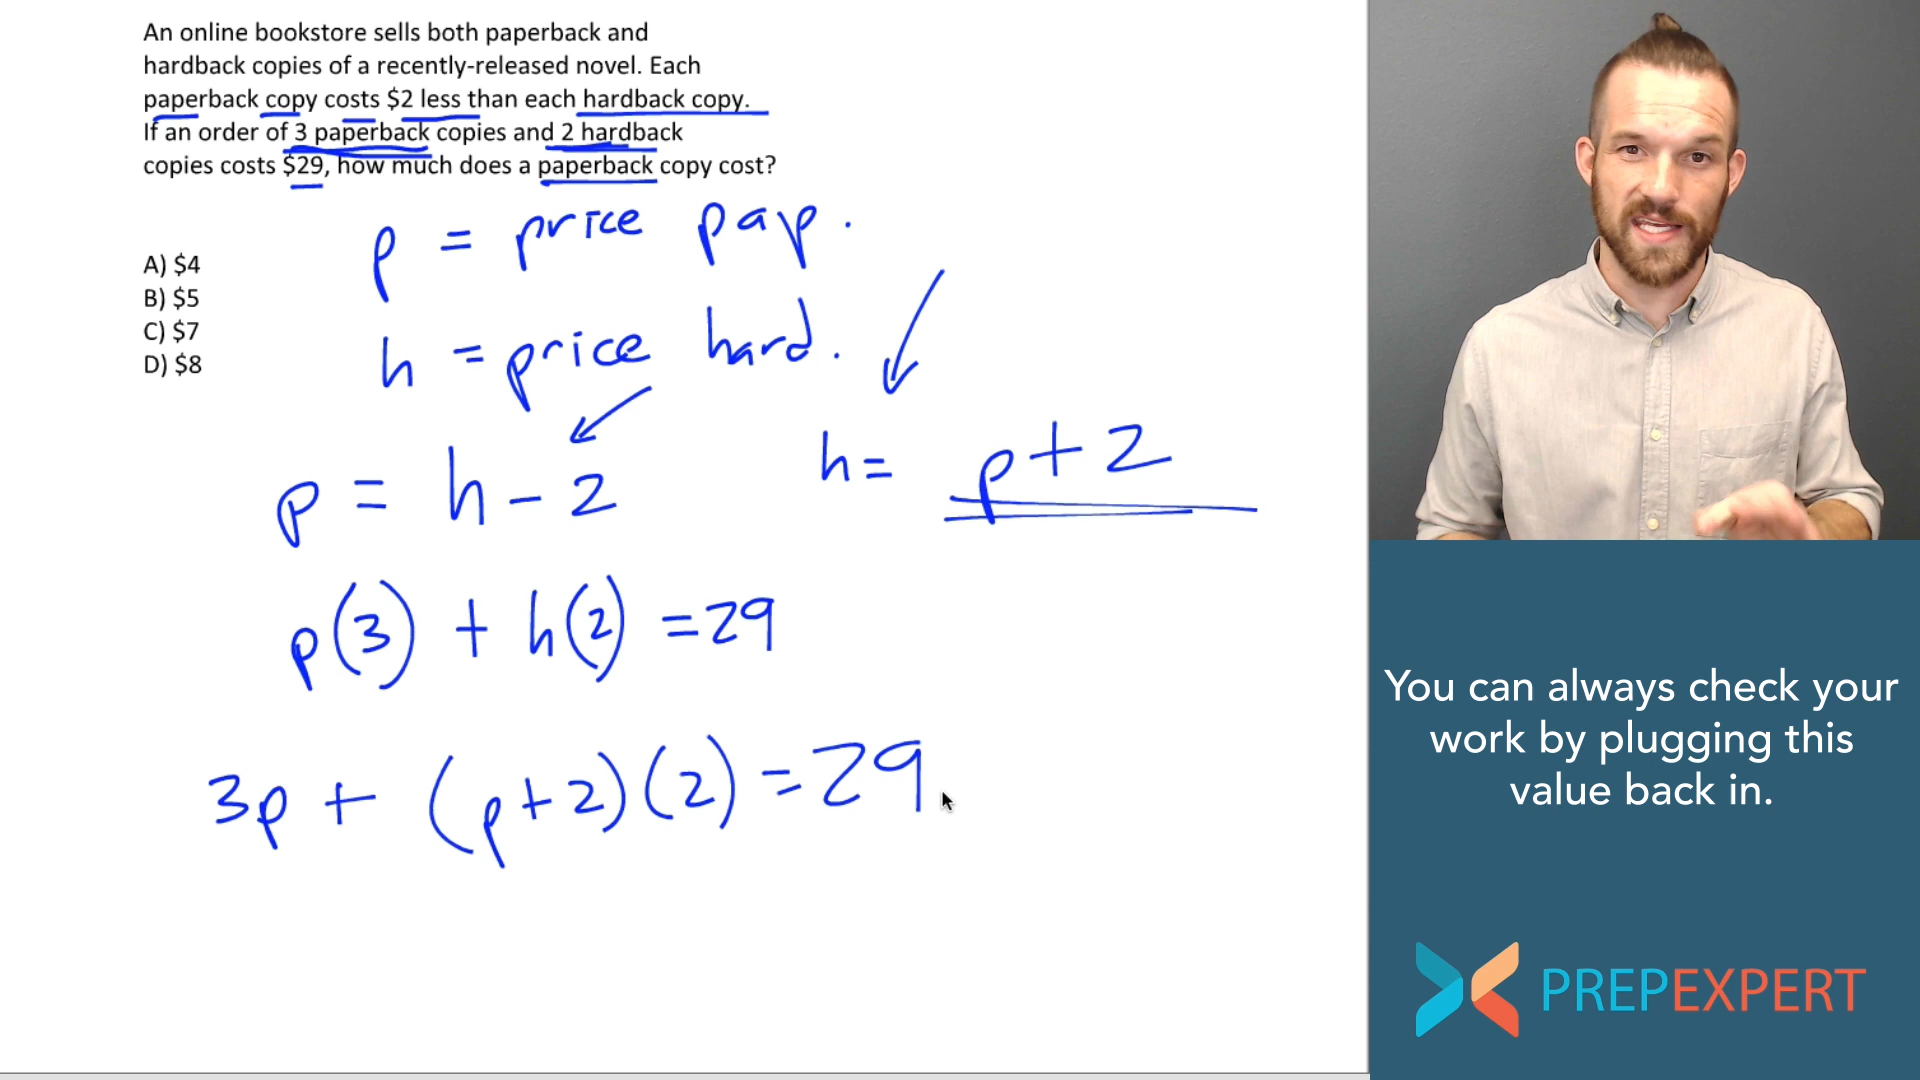 An online bookstore sells both paperback and
hardback copies of a recently-released novel. Each
paperback copy costs $2 less than each hardback copy.
If an order of 3 paperback copies and 2 hardback
copies costs $29, how much does a paperback copy cost?
A) $4
B) $5
C) $7
D) $8
p = price pap.
h = price hard.
p = h - 2
h = p + 2
p(3) + h(2) = 29
3p + (p+2)(2) = 29
You can always check your
work by plugging this
value back in.
PREPEXPERT